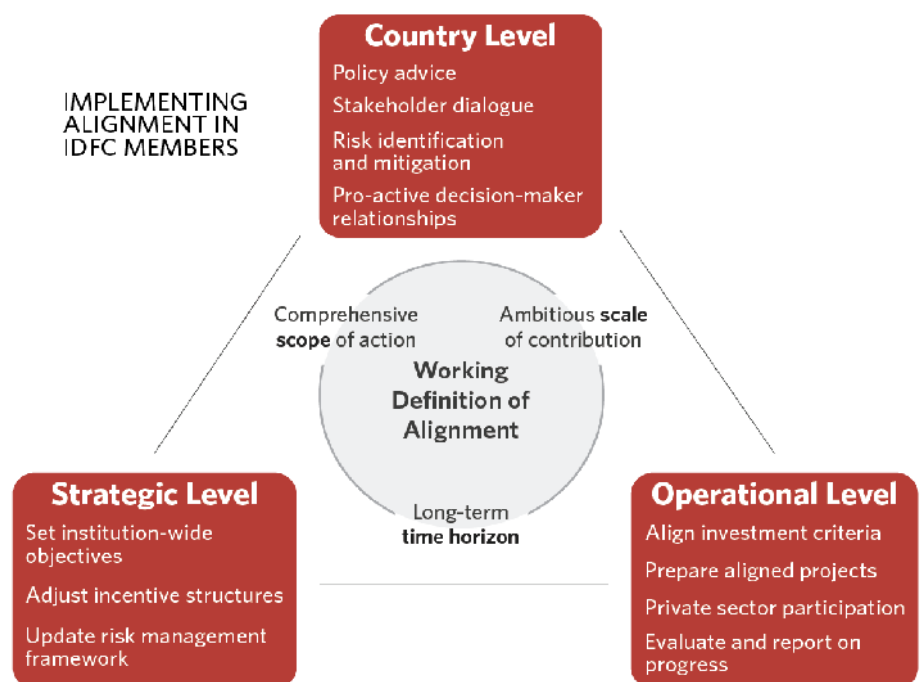 IMPLEMENTING
ALIGNMENT IN
IDFC MEMBERS
Country Level
Policy advice
Stakeholder dialogue
Risk identification
and mitigation
Pro-active decision-maker
relationships
Comprehensive
scope of action
Ambitious scale
of contribution
Working
Definition of
Alignment
Long-term
time horizon
Strategic Level
Set institution-wide
objectives
Adjust incentive structures
Update risk management
framework
Operational Level
Align investment criteria
Prepare aligned projects
Private sector participation
Evaluate and report on
progress